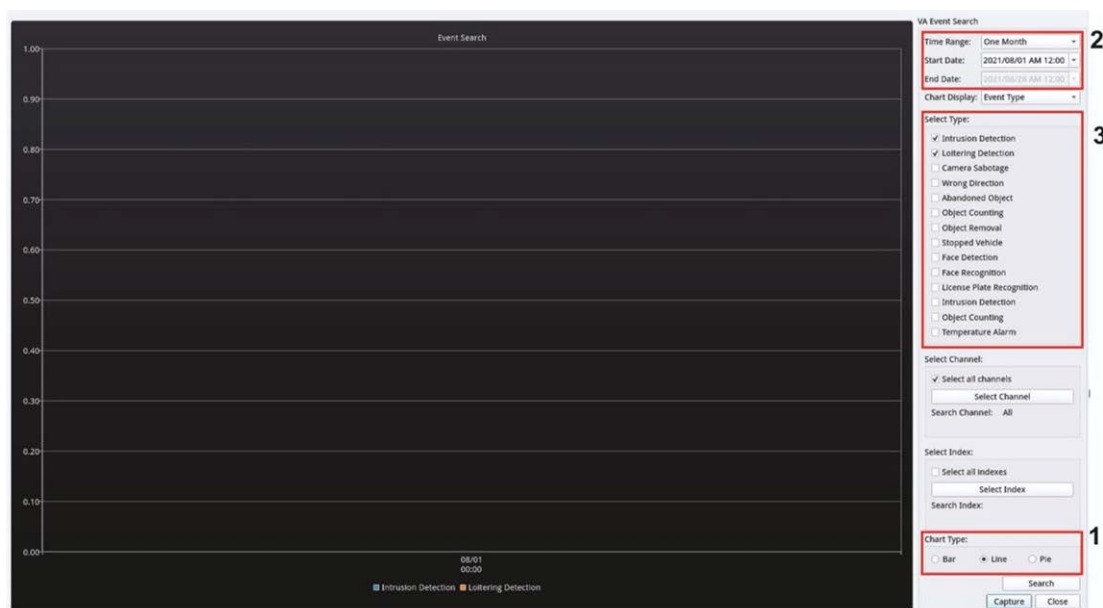 Event Search
1.00
0.90
0.80
0.70
0.60
0.50
0.40
0.30
0.20
0.10
0.00
08/01
00:00
Intrusion Detection Loitering Detection
VA Event Search
Time Range: One Month
Start Date: 2021/08/01 AM 12:00
End Date: 2021/08/28 AM 12:00
2
Chart Display: Event Type
Select Type:
3
Intrusion Detection
Loitering Detection
Camera Sabotage
Wrong Direction
Abandoned Object
Object Counting
Object Removal
Stopped Vehicle
Face Detection
Face Recognition
License Plate Recognition
Intrusion Detection
Object Counting
Temperature Alarm
Select Channel:
Select all channels
Select Channel
Search Channel: All
Select Index:
Select all Indexes
Select Index
Search Index:
Chart Type:
1
Bar Line Pie
Search
Capture Close